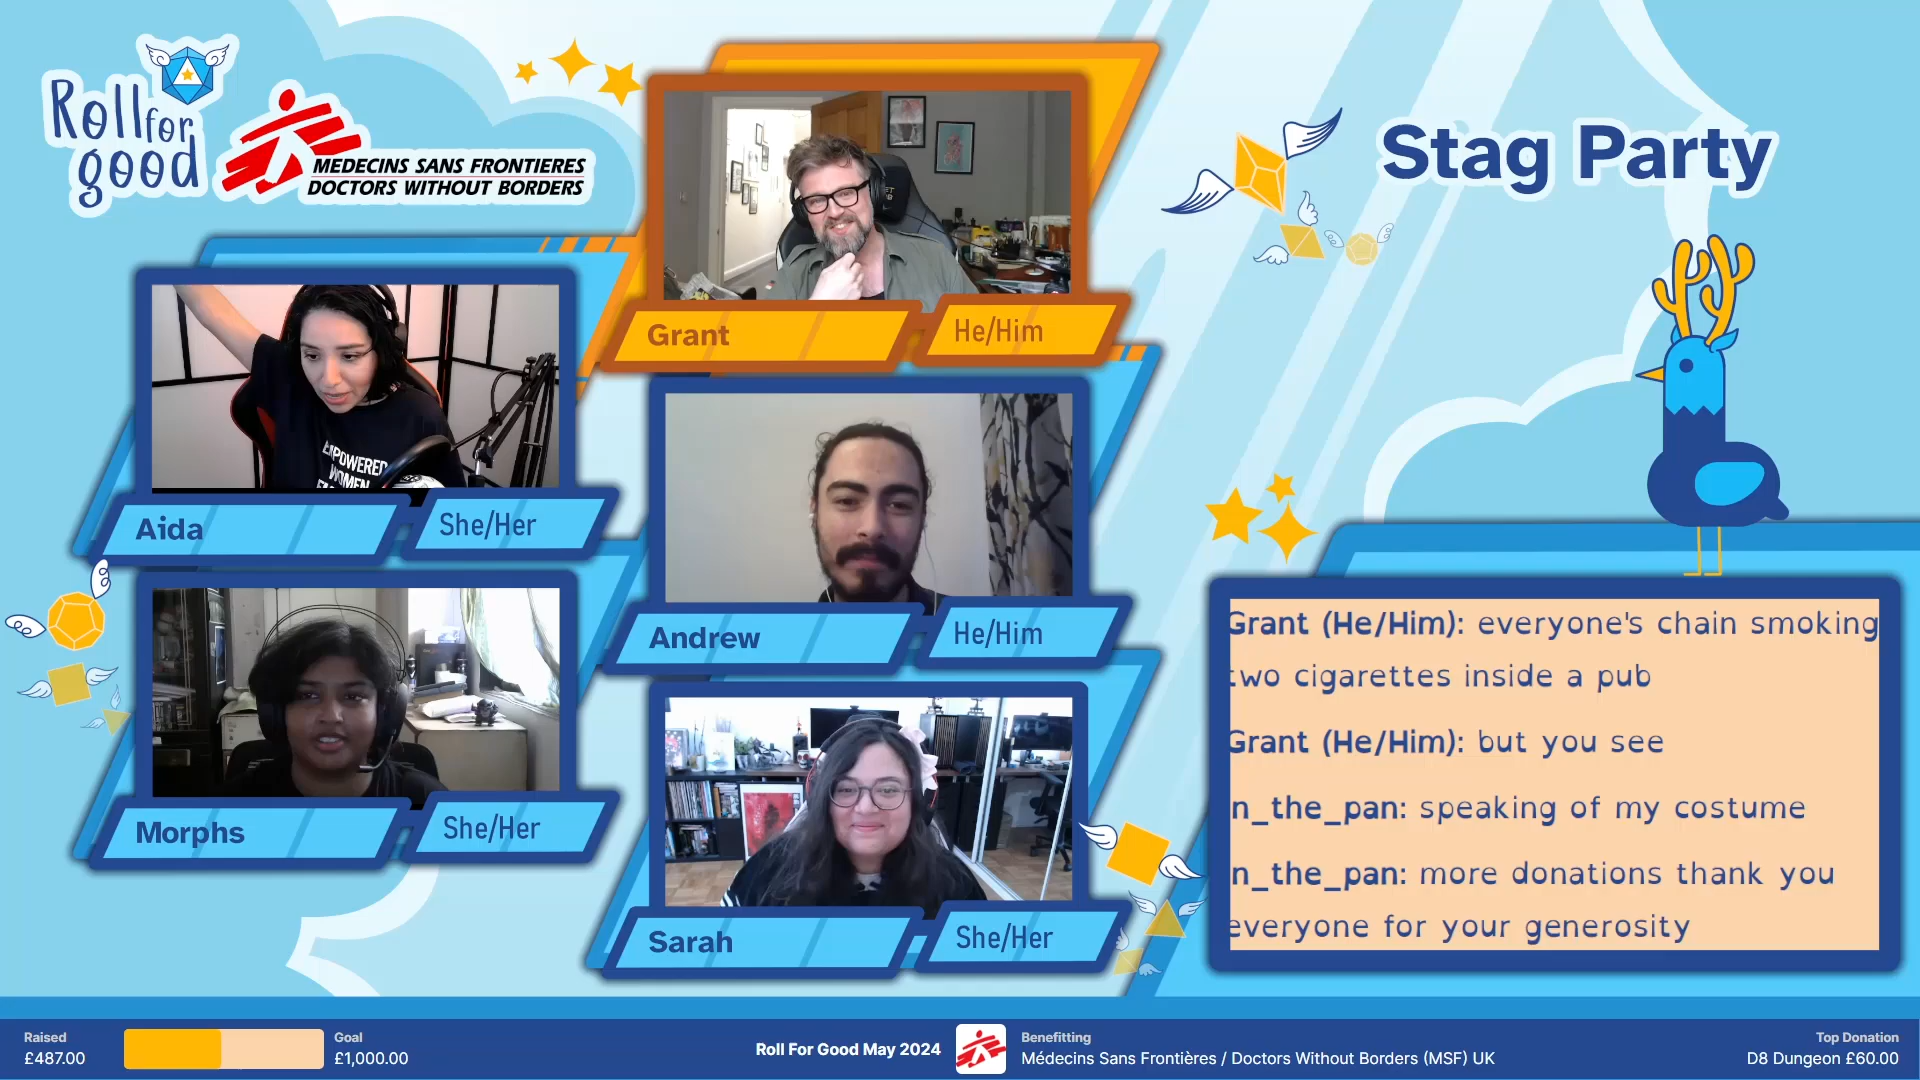 Roll for
good
MEDECINS SANS FRONTIERES
DOCTORS WITHOUT BORDERS
Stag Party
Grant
He/Him
EMPOWERED
WOMEN
Aida
She/Her
Andrew
He/Him
Morphs
She/Her
Sarah
She/Her
Grant (He/Him): everyone's chain smoking
two cigarettes inside a pub
Grant (He/Him): but you see
n_the_pan: speaking of my costume
n_the_pan: more donations thank you
everyone for your generosity
Raised
£487.00
Goal
£1,000.00
Roll For Good May 2024
Benefitting
Médecins Sans Frontières / Doctors Without Borders (MSF) UK
Top Donation
D8 Dungeon £60.00